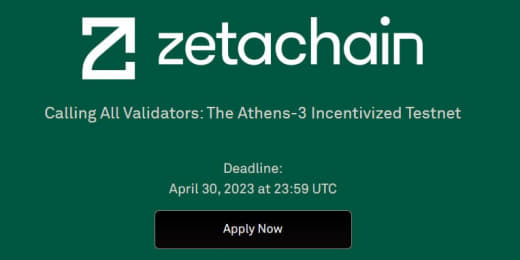 zetachain
Calling All Validators: The Athens-3 Incentivized Testnet
Deadline:
April 30, 2023 at 23:59 UTC
Apply Now